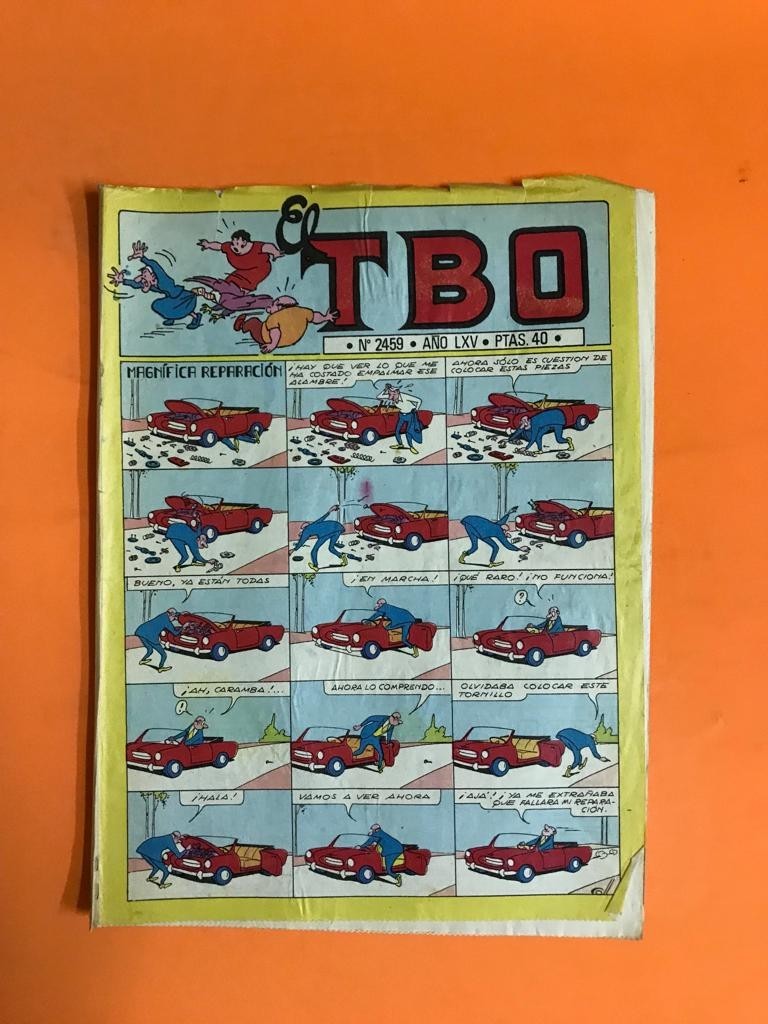 El TBO
• Nº 2459 • AÑO LXV • PTAS. 40 •
MAGNÍFICA REPARACIÓN
¡HAY QUE VER LO QUE ME
HA COSTADO EMPALMAR ESE
ALAMBRE!
AHORA SÓLO ES CUESTION DE
COLOCAR ESTAS PIEZAS
BUENO, YA ESTÁN TODAS
¡EN MARCHA!
¡QUÉ RARO! ¡NO FUNCIONA!
?
¡AH, CARAMBA!...
!
AHORA LO COMPRENDO...
OLVIDABA COLOCAR ESTE
TORNILLO
¡HALA!
VAMOS A VER AHORA
¡AJÁ! ¡YA ME EXTRAÑABA
QUE FALLARA MI REPARA-
CIÓN.